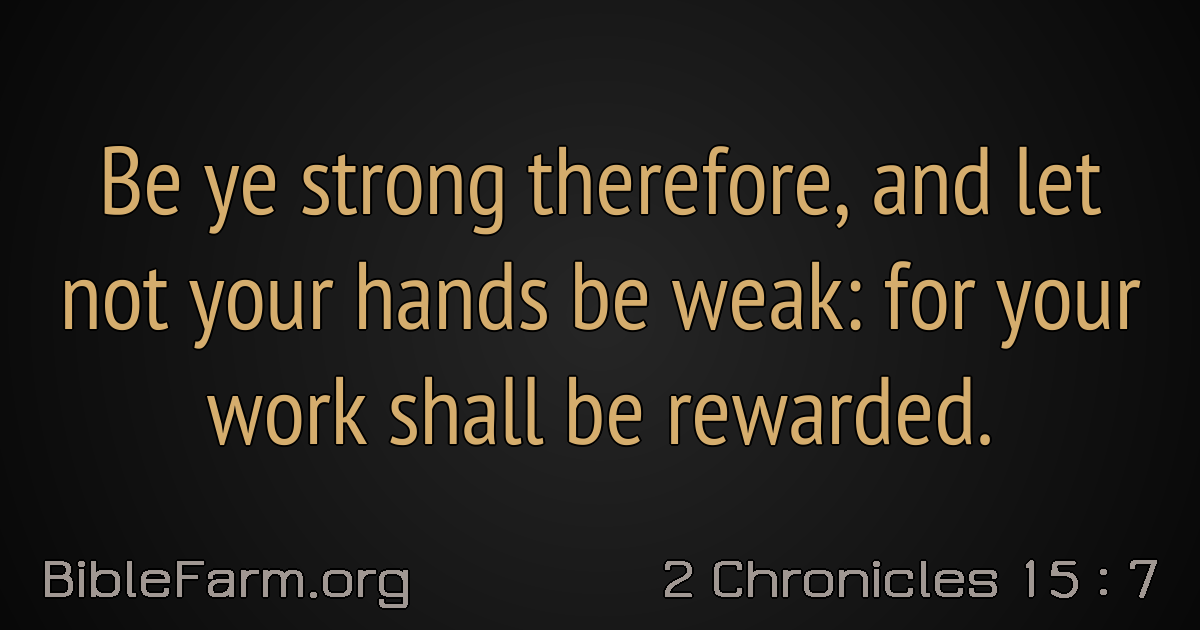 Be ye strong therefore, and let
not your hands be weak: for your
work shall be rewarded.
BibleFarm.org
2 Chronicles 15 : 7